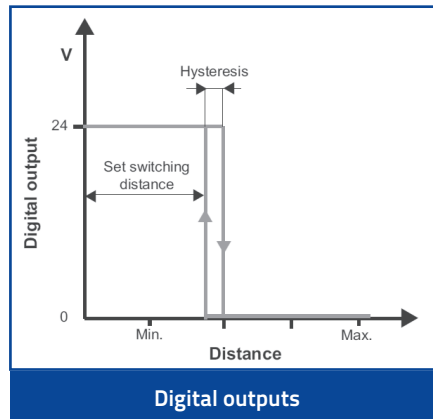 V
Hysteresis
24
Set switching
distance
Digital output
0
Min.
Max.
Distance
Digital outputs